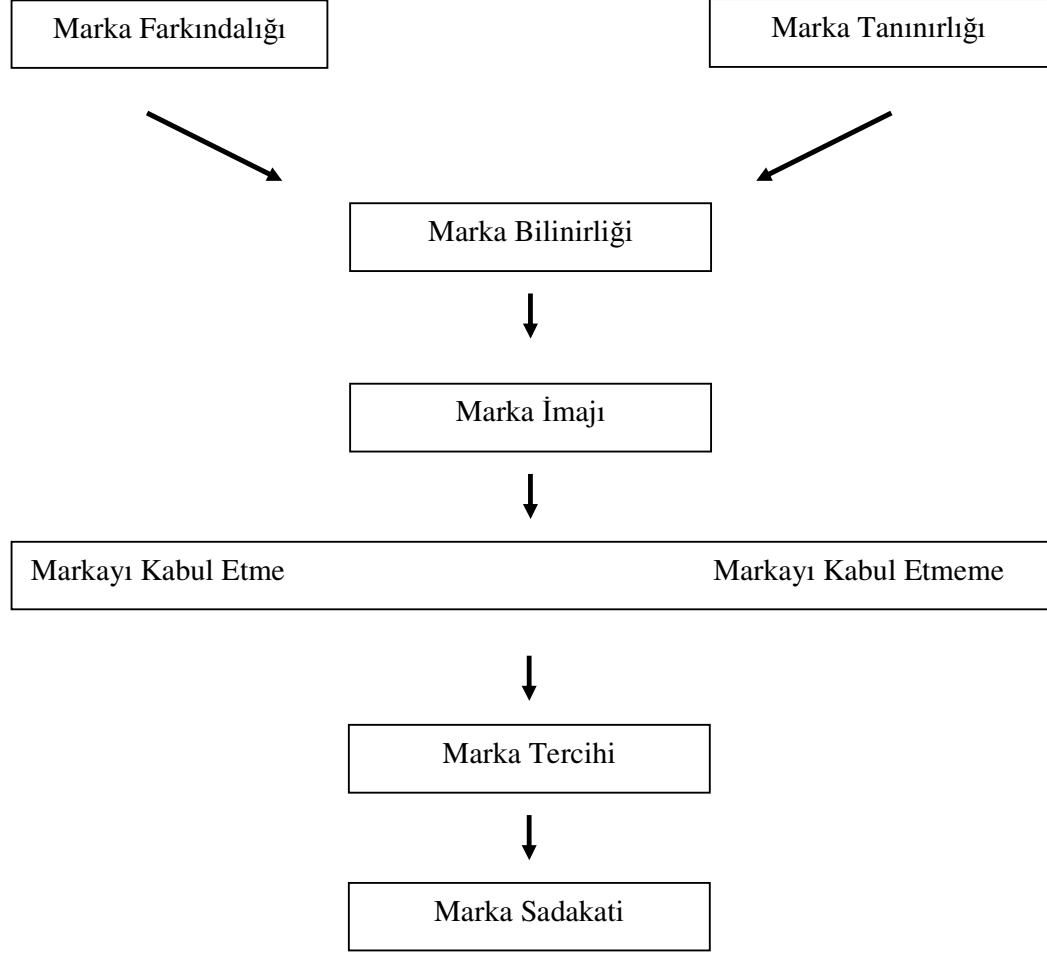 Marka Farkındalığı
Marka Tanınırlığı
Marka Bilinirliği
Marka İmajı
Markayı Kabul Etme
Markayı Kabul Etmeme
Marka Tercihi
Marka Sadakati